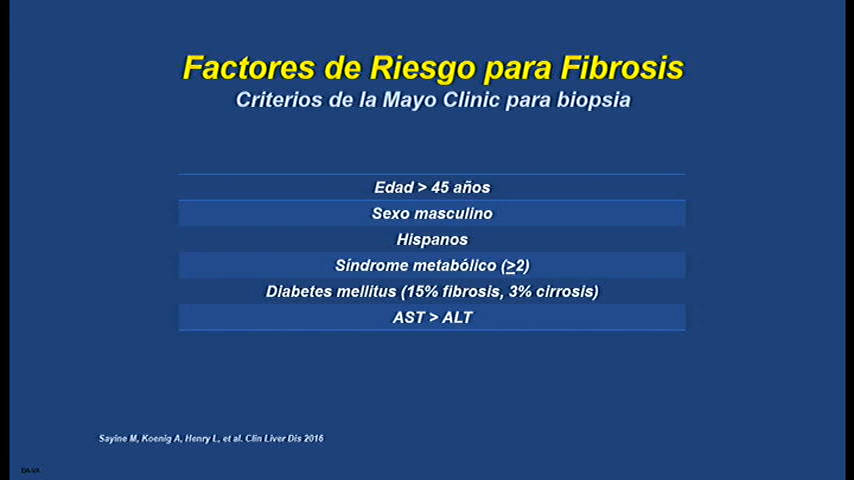 Factores de Riesgo para Fibrosis
Criterios de la Mayo Clinic para biopsia
Edad > 45 años
Sexo masculino
Hispanos
Síndrome metabólico (≥2)
Diabetes mellitus (15% fibrosis, 3% cirrosis)
AST > ALT
Sayine M, Koenig A, Henry L, et al. Clin Liver Dis 2016